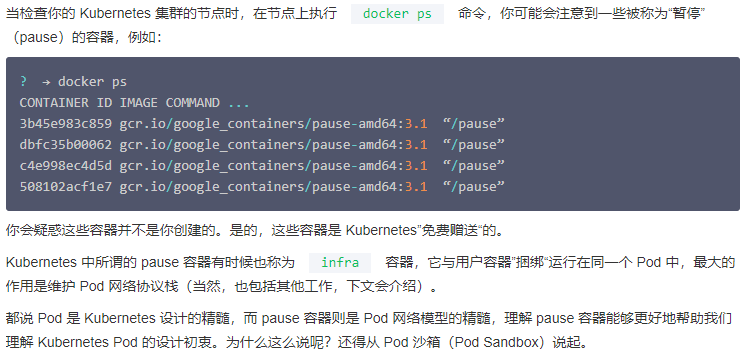 当检查你的 Kubernetes 集群的节点时，在节点上执行 docker ps 命令，你可能会注意到一些被称为“暂停”
（pause）的容器，例如：
? → docker ps
CONTAINER ID IMAGE COMMAND ...
3b45e983c859 gcr.io/google_containers/pause-amd64:3.1 “/pause”
dbfc35b00062 gcr.io/google_containers/pause-amd64:3.1 “/pause”
c4e998ec4d5d gcr.io/google_containers/pause-amd64:3.1 “/pause”
508102acf1e7 gcr.io/google_containers/pause-amd64:3.1 “/pause”
你会疑惑这些容器并不是你创建的。是的，这些容器是 Kubernetes”免费赠送“的。
Kubernetes 中所谓的 pause 容器有时候也称为 infra 容器，它与用户容器”捆绑“运行在同一个 Pod 中，最大的
作用是维护 Pod 网络协议栈（当然，也包括其他工作，下文会介绍）。
都说 Pod 是 Kubernetes 设计的精髓，而 pause 容器则是 Pod 网络模型的精髓，理解 pause 容器能够更好地帮助我们
理解 Kubernetes Pod 的设计初衷。为什么这么说呢？还得从 Pod 沙箱（Pod Sandbox）说起。